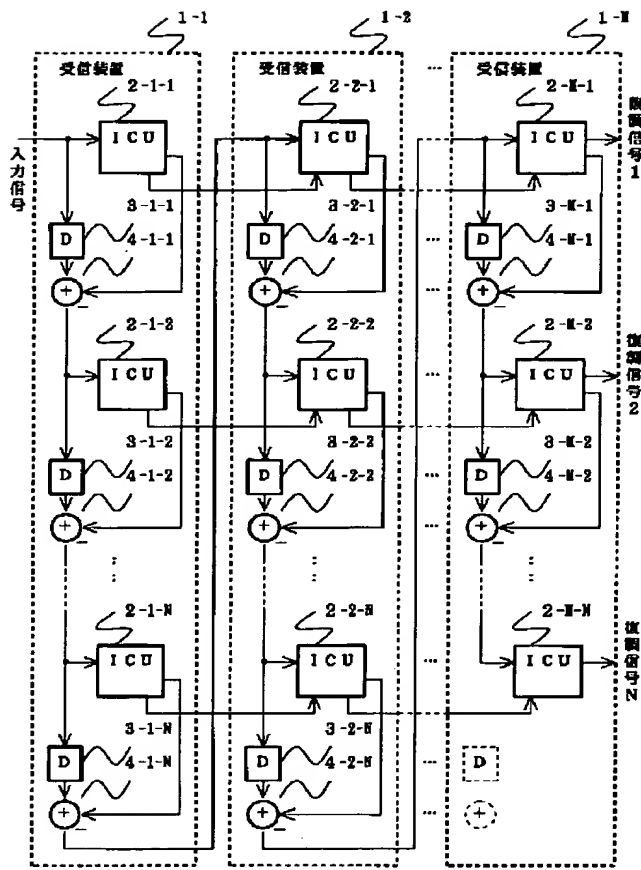 1-1
1-2
1-M
受信装置
受信装置
…
受信装置
2-1-1
2-2-1
2-M-1
ICU
ICU
ICU
復調信号1
入力信号
3-1-1
3-2-1
3-M-1
D
4-1-1
D
4-2-1
…
D
4-M-1
+
−
+
−
…
+
−
2-1-2
2-2-2
2-M-2
ICU
ICU
ICU
復調信号2
3-1-2
3-2-2
3-M-2
D
4-1-2
D
4-2-2
…
D
4-M-2
+
−
+
−
…
+
−
2-1-N
2-2-N
2-M-N
ICU
ICU
…
ICU
復調信号N
3-1-N
3-2-N
D
4-1-N
D
4-2-N
…
D
+
−
+
−
…
+